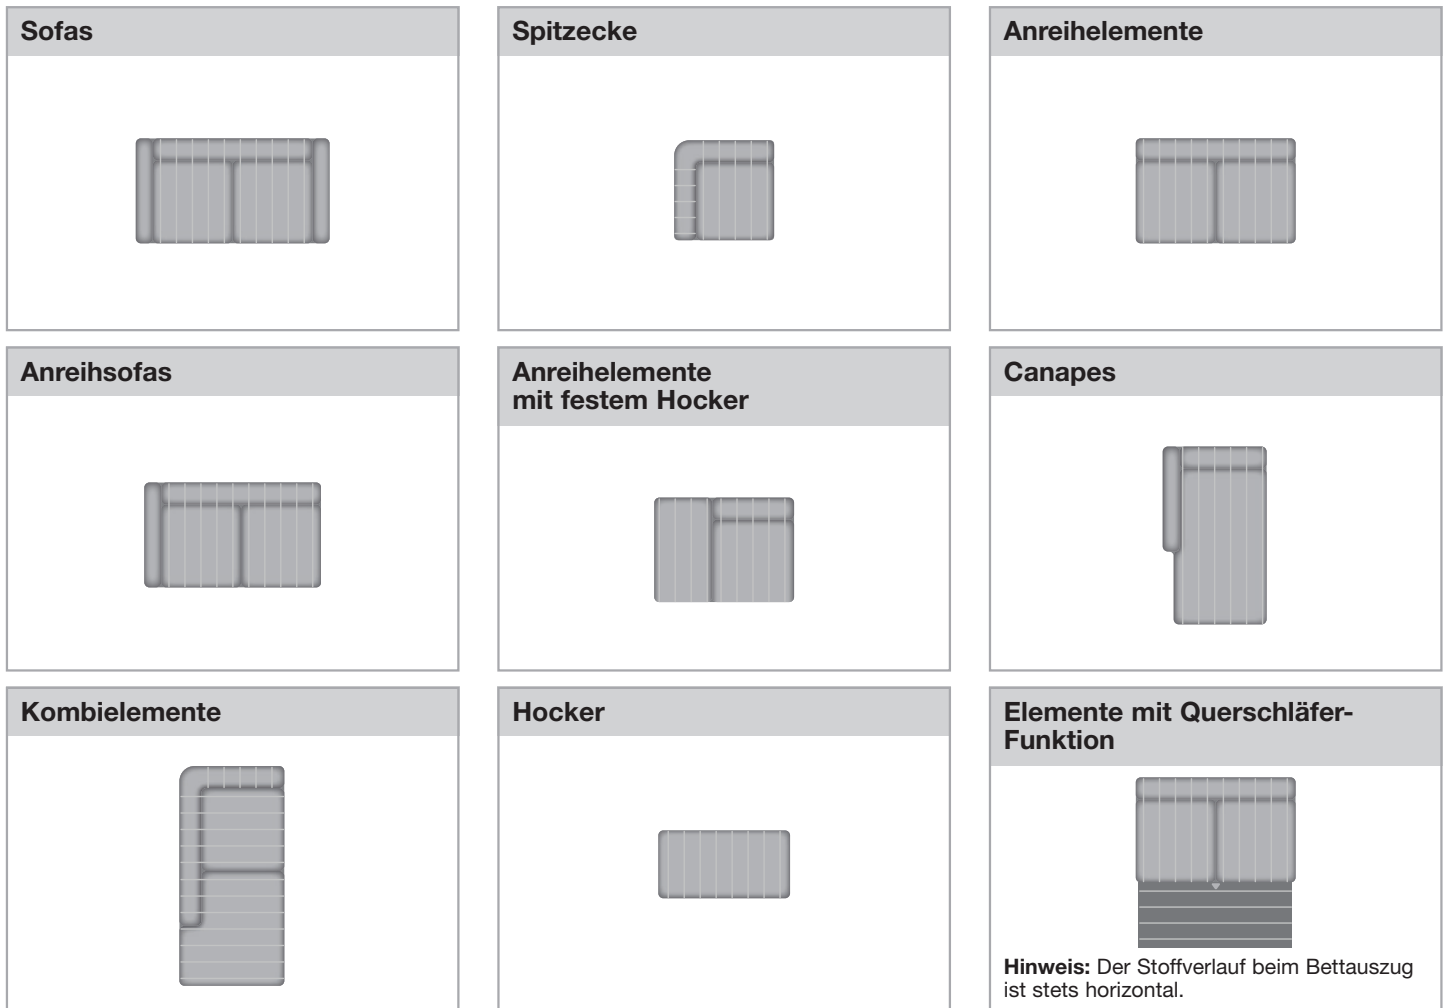 Sofas
Spitzecke
Anreihelemente
Anreihsofas
Anreihelemente
mit festem Hocker
Canapes
Kombielemente
Hocker
Elemente mit Querschläfer-
Funktion
Hinweis: Der Stoffverlauf beim Bettauszug
ist stets horizontal.